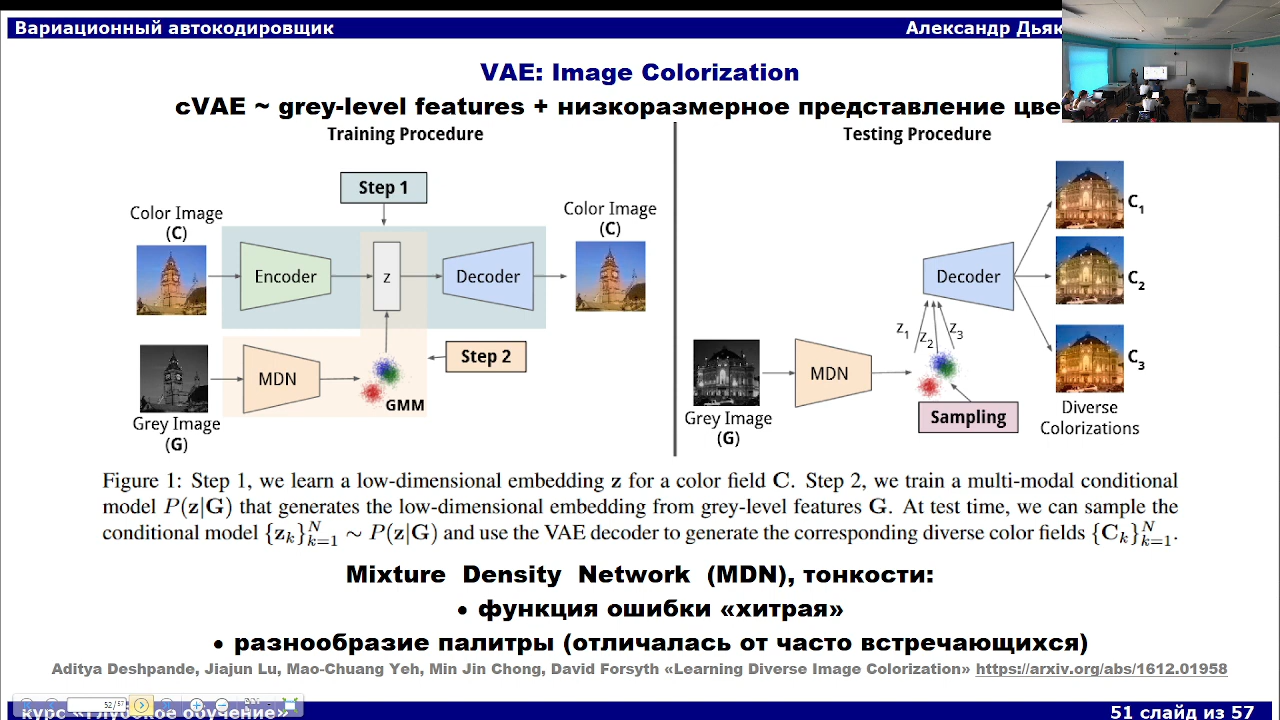 Вариационный автокодировщик
Александр Дьяк
VAE: Image Colorization
cVAE ~ grey-level features + низкоразмерное представление цве
Training Procedure
Testing Procedure
Step 1
Color Image
(C)
Encoder
z
Decoder
Color Image
(C)
Step 2
MDN
GMM
Grey Image
(G)
Decoder
C1
C2
C3
z1
z2
z3
MDN
Grey Image
(G)
Sampling
Diverse
Colorizations
Figure 1: Step 1, we learn a low-dimensional embedding z for a color field C. Step 2, we train a multi-modal conditional
model P(z|G) that generates the low-dimensional embedding from grey-level features G. At test time, we can sample the
conditional model {zk}Nk=1 ∼ P(z|G) and use the VAE decoder to generate the corresponding diverse color fields {Ck}Nk=1.
Mixture Density Network (MDN), тонкости:
• функция ошибки «хитрая»
• разнообразие палитры (отличалась от часто встречающихся)
Aditya Deshpande, Jiajun Lu, Mao-Chuang Yeh, Min Jin Chong, David Forsyth «Learning Diverse Image Colorization» https://arxiv.org/abs/1612.01958
52/57
курс «Глубокое обучение»
51 слайд из 57